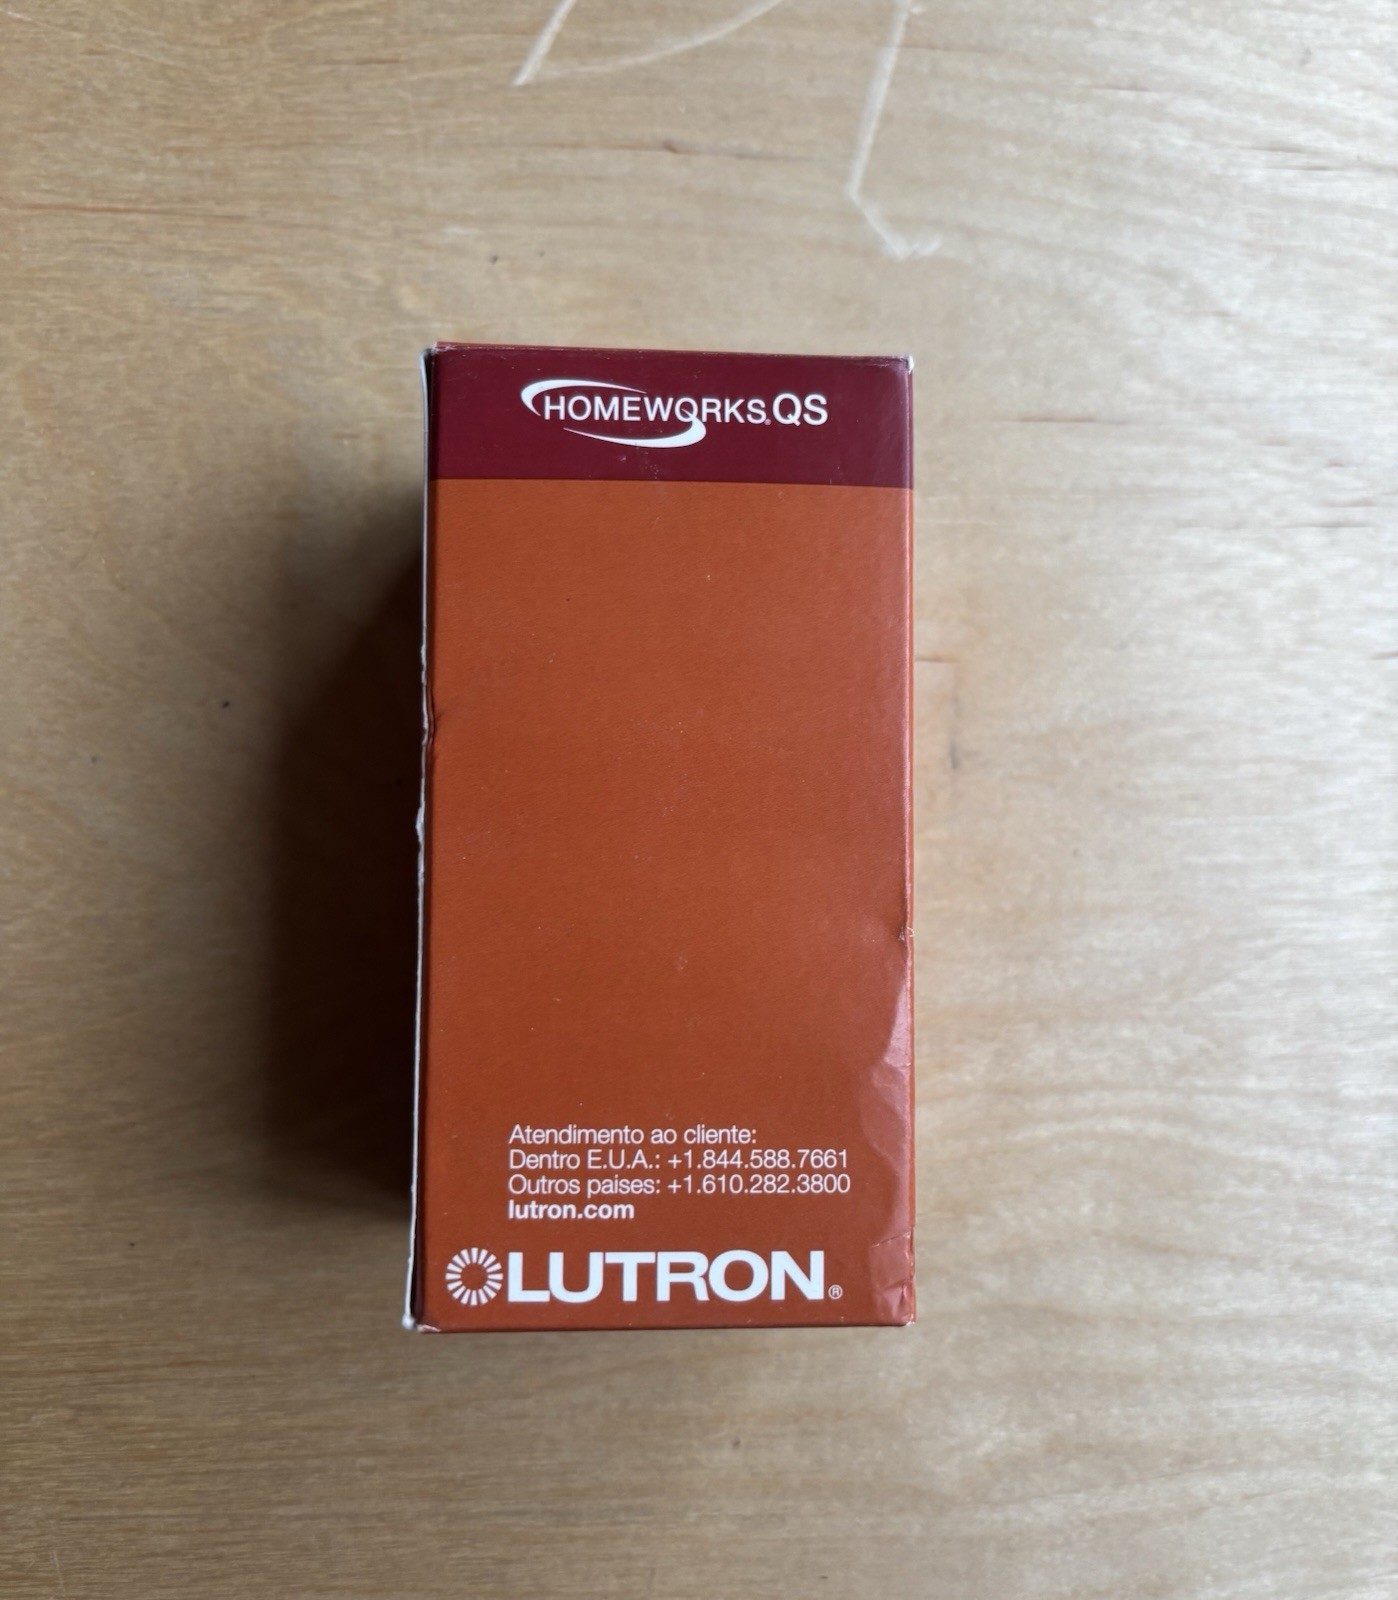 HOMEWORKS® QS
Atendimento ao cliente:
Dentro E.U.A.: +1.844.588.7661
Outros paises: +1.610.282.3800
lutron.com
LUTRON®